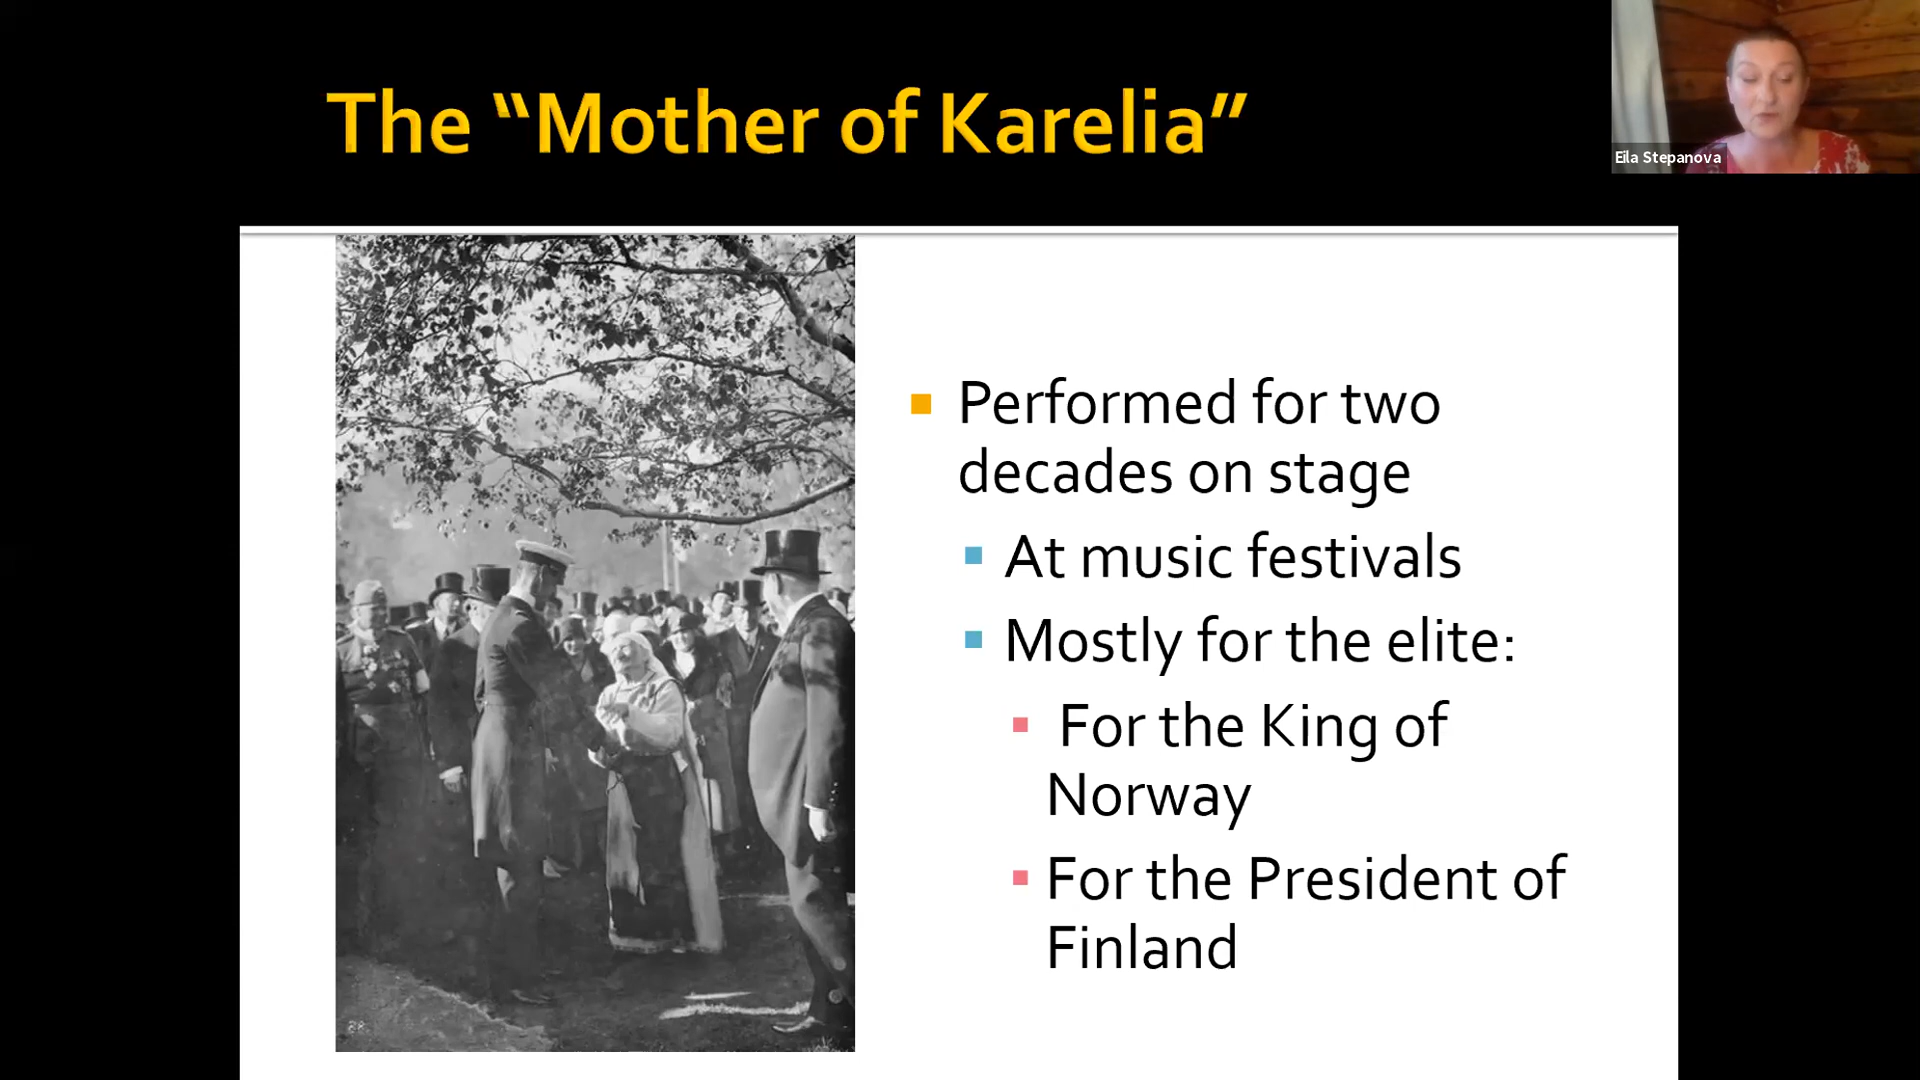 The “Mother of Karelia”
Eila Stepanova
Performed for two
decades on stage
At music festivals
Mostly for the elite:
For the King of
Norway
For the President of
Finland